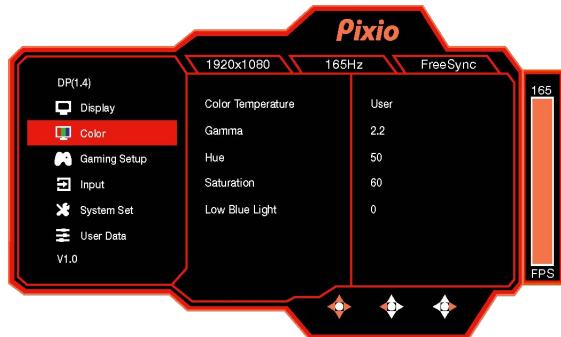 Pixio
1920x1080 165Hz FreeSync
DP(1.4)
Display
Color
Gaming Setup
Input
System Set
User Data
V1.0
Color Temperature User
Gamma 2.2
Hue 50
Saturation 60
Low Blue Light 0
165
FPS